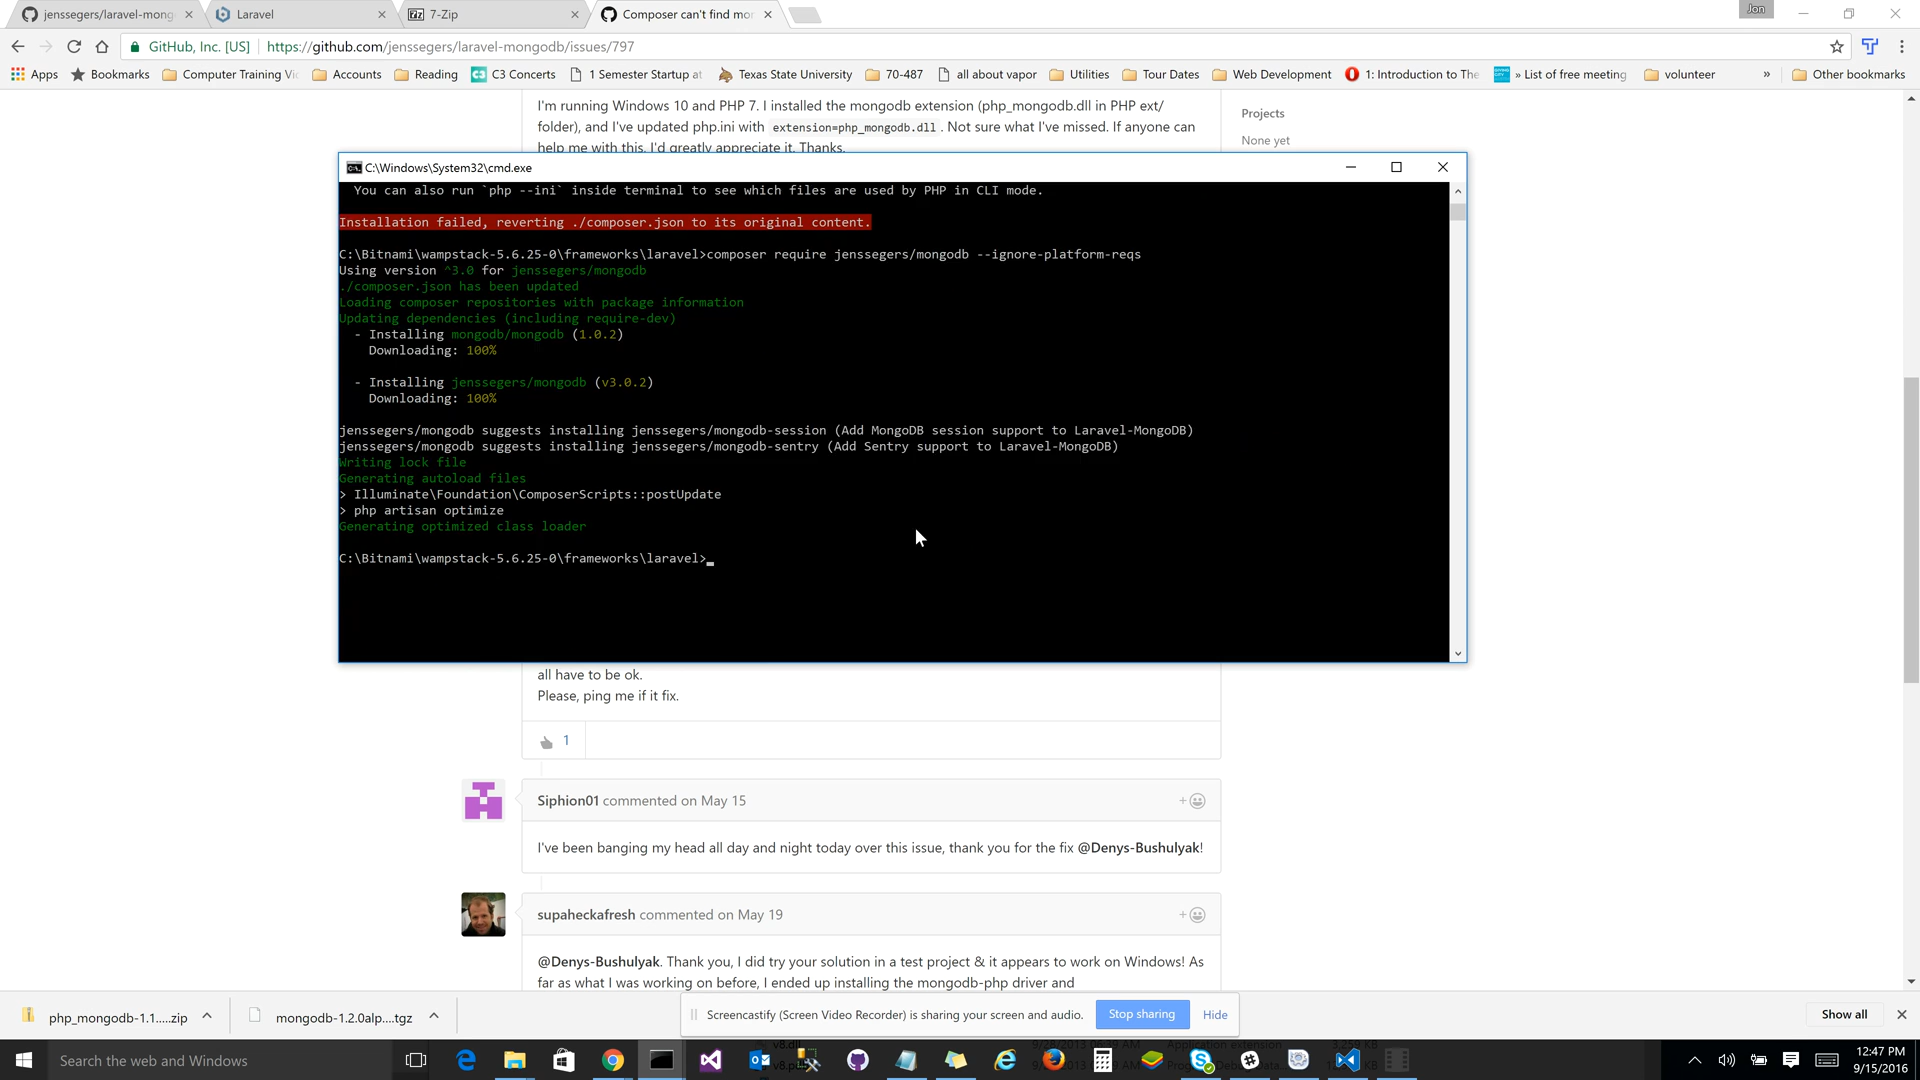 jenssegers/laravel-mong
Laravel
7-Zip
Composer can't find mor
Jon
GitHub, Inc. [US]
https://github.com/jenssegers/laravel-mongodb/issues/797
Apps
Bookmarks
Computer Training Vi
Accounts
Reading
C3 Concerts
1 Semester Startup at
Texas State University
70-487
all about vapor
Utilities
Tour Dates
Web Development
1: Introduction to The
» List of free meeting
volunteer
»
Other bookmarks
I'm running Windows 10 and PHP 7. I installed the mongodb extension (php_mongodb.dll in PHP ext/
folder), and I've updated php.ini with extension=php_mongodb.dll . Not sure what I've missed. If anyone can
help me with this, I'd greatly appreciate it. Thanks.
Projects
None yet
C:\Windows\System32\cmd.exe
You can also run `php --ini` inside terminal to see which files are used by PHP in CLI mode.
Installation failed, reverting ./composer.json to its original content.
C:\Bitnami\wampstack-5.6.25-0\frameworks\laravel>composer require jenssegers/mongodb --ignore-platform-reqs
Using version ^3.0 for jenssegers/mongodb
./composer.json has been updated
Loading composer repositories with package information
Updating dependencies (including require-dev)
- Installing mongodb/mongodb (1.0.2)
Downloading: 100%
- Installing jenssegers/mongodb (v3.0.2)
Downloading: 100%
jenssegers/mongodb suggests installing jenssegers/mongodb-session (Add MongoDB session support to Laravel-MongoDB)
jenssegers/mongodb suggests installing jenssegers/mongodb-sentry (Add Sentry support to Laravel-MongoDB)
Writing lock file
Generating autoload files
> Illuminate\Foundation\ComposerScripts::postUpdate
> php artisan optimize
Generating optimized class loader
C:\Bitnami\wampstack-5.6.25-0\frameworks\laravel>_
all have to be ok.
Please, ping me if it fix.
1
Siphion01 commented on May 15
I've been banging my head all day and night today over this issue, thank you for the fix @Denys-Bushulyak!
supaheckafresh commented on May 19
@Denys-Bushulyak. Thank you, I did try your solution in a test project & it appears to work on Windows! As
far as what I was working on before, I ended up installing the mongodb-php driver and
php_mongodb-1.1.....zip
mongodb-1.2.0alp....tgz
Screencastify (Screen Video Recorder) is sharing your screen and audio.
Stop sharing
Hide
Show all
Search the web and Windows
12:47 PM
9/15/2016